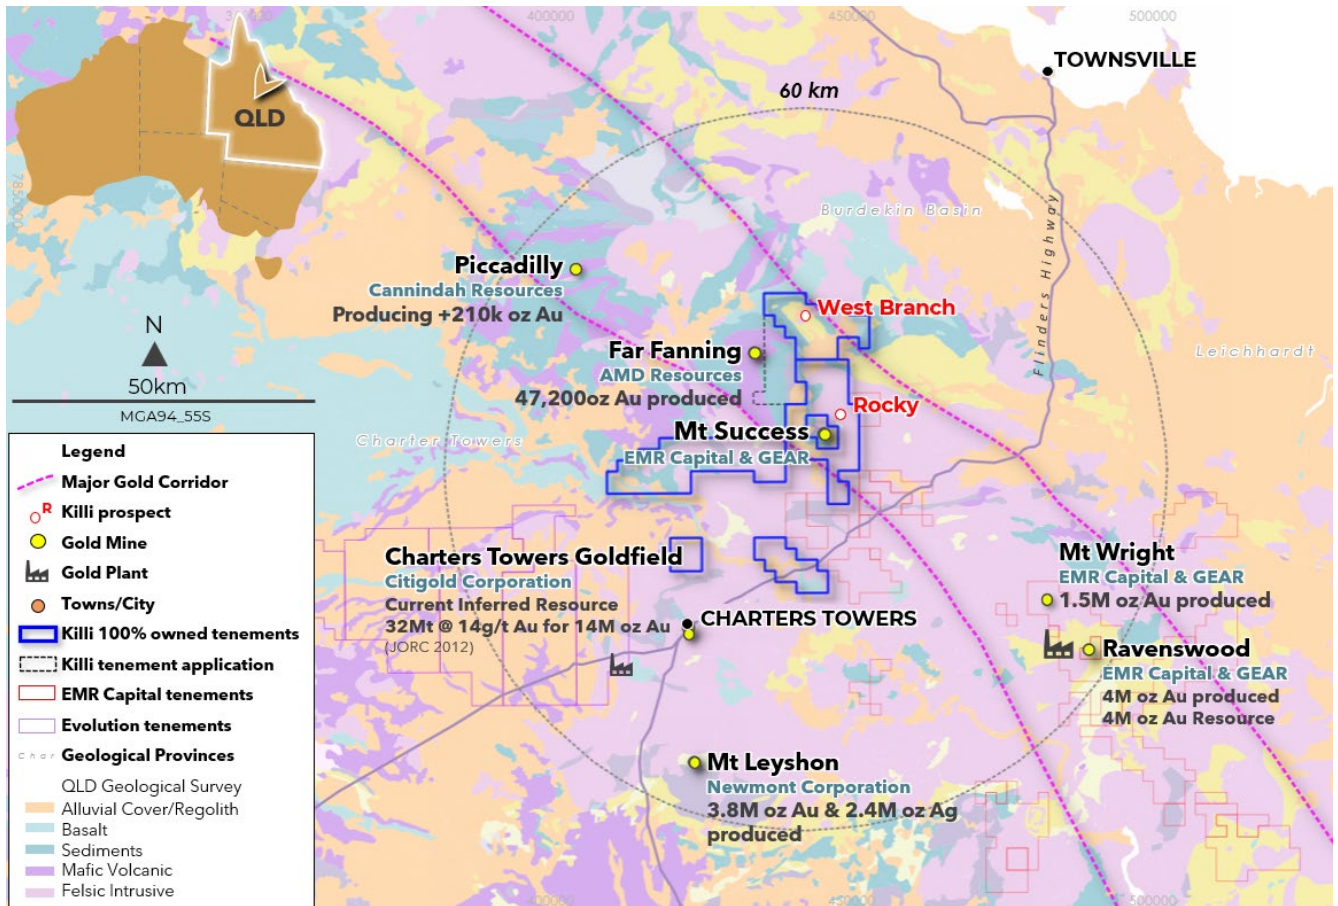 400000
450000
500000
TOWNSVILLE
60 km
QLD
7850000
Burdekin Basin
Flinders Highway
Piccadilly
Cannindah Resources
Producing +210k oz Au
West Branch
Leichhardt
N
50km
MGA94_55S
Far Fanning
AMD Resources
47,200oz Au produced
Rocky
Mt Success
EMR Capital & GEAR
Charter Towers
Legend
Major Gold Corridor
R
Killi prospect
Gold Mine
Gold Plant
Towns/City
Killi 100% owned tenements
Killi tenement application
EMR Capital tenements
Evolution tenements
Char
Geological Provinces
QLD Geological Survey
Alluvial Cover/Regolith
Basalt
Sediments
Mafic Volcanic
Felsic Intrusive
Charters Towers Goldfield
Citigold Corporation
Current Inferred Resource
32Mt @ 14g/t Au for 14M oz Au
(JORC 2012)
CHARTERS TOWERS
Mt Wright
EMR Capital & GEAR
1.5M oz Au produced
Ravenswood
EMR Capital & GEAR
4M oz Au produced
4M oz Au Resource
Mt Leyshon
Newmont Corporation
3.8M oz Au & 2.4M oz Ag
produced
400000
450000
500000